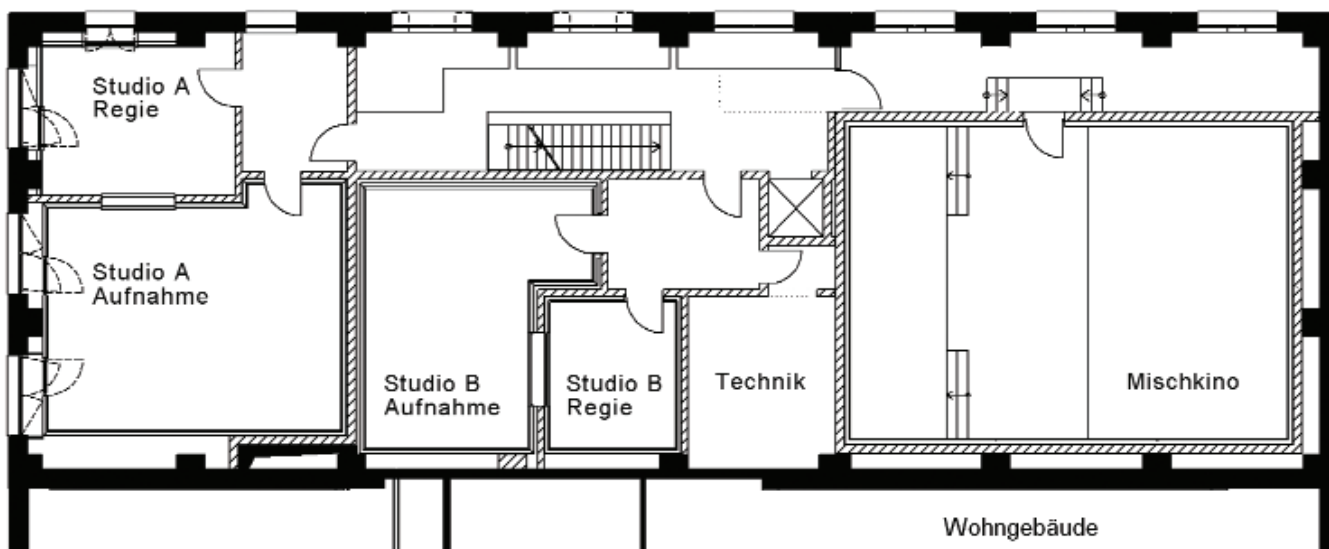 Studio A
Regie
Studio A
Aufnahme
Studio B
Aufnahme
Studio B
Regie
Technik
Mischkino
Wohngebäude